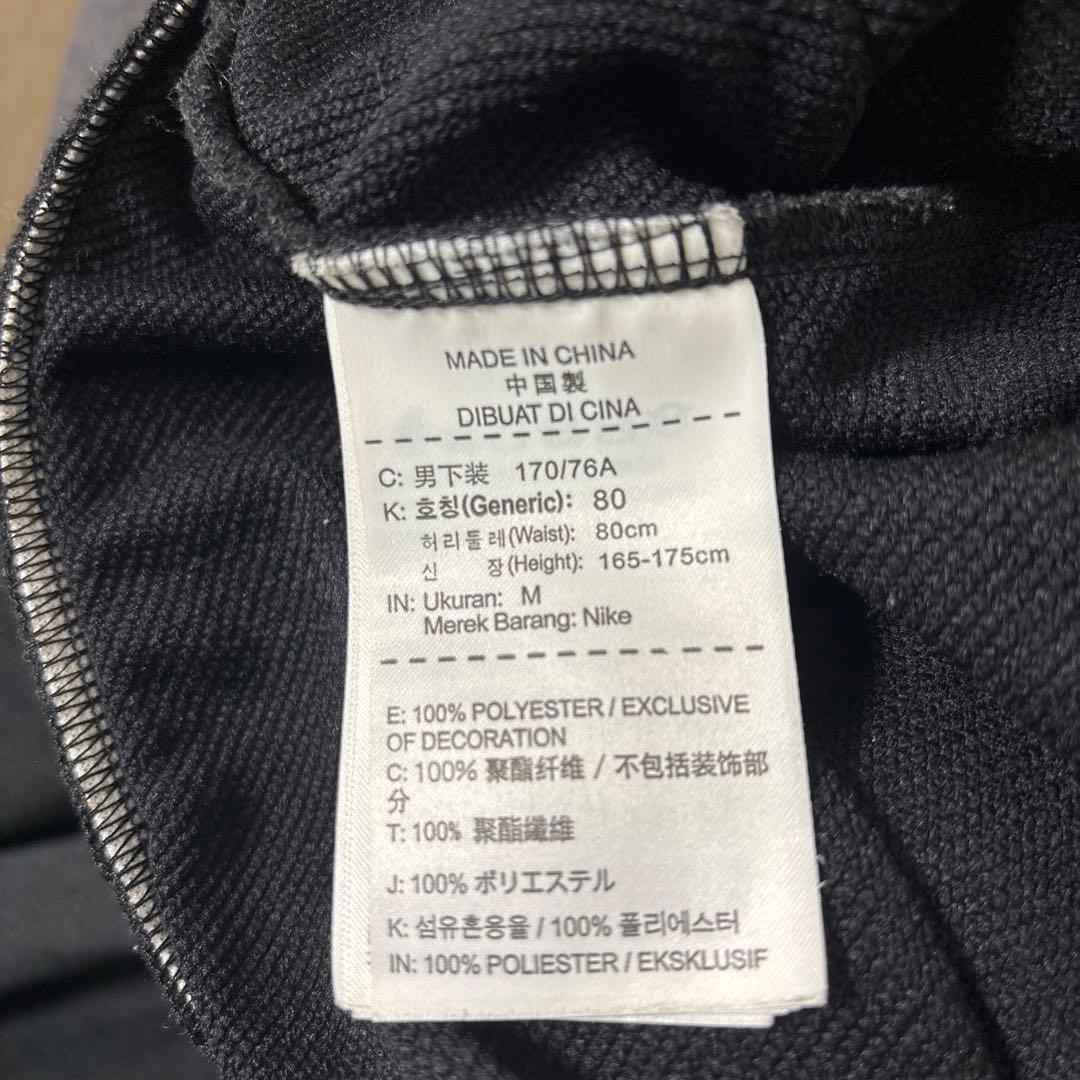 MADE IN CHINA
中国製
DIBUAT DI CINA
C: 男下装 170/76A
K: 호칭(Generic): 80
허리둘레(Waist): 80cm
신 장(Height): 165-175cm
IN: Ukuran: M
Merek Barang: Nike
E: 100% POLYESTER / EXCLUSIVE
OF DECORATION
C: 100% 聚酯纤维 / 不包括装饰部
分
T: 100% 聚酯纖維
J: 100% ポリエステル
K: 섬유혼용율 / 100% 폴리에스터
IN: 100% POLIESTER / EKSKLUSIF